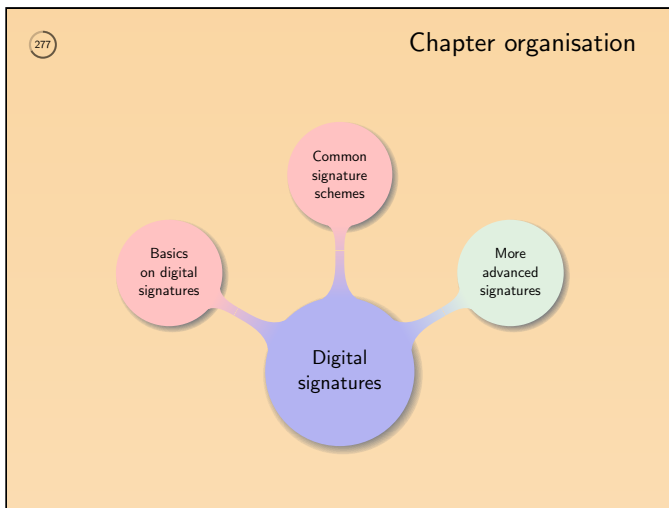 277
Chapter organisation
Common
signature
schemes
Basics
on digital
signatures
More
advanced
signatures
Digital
signatures